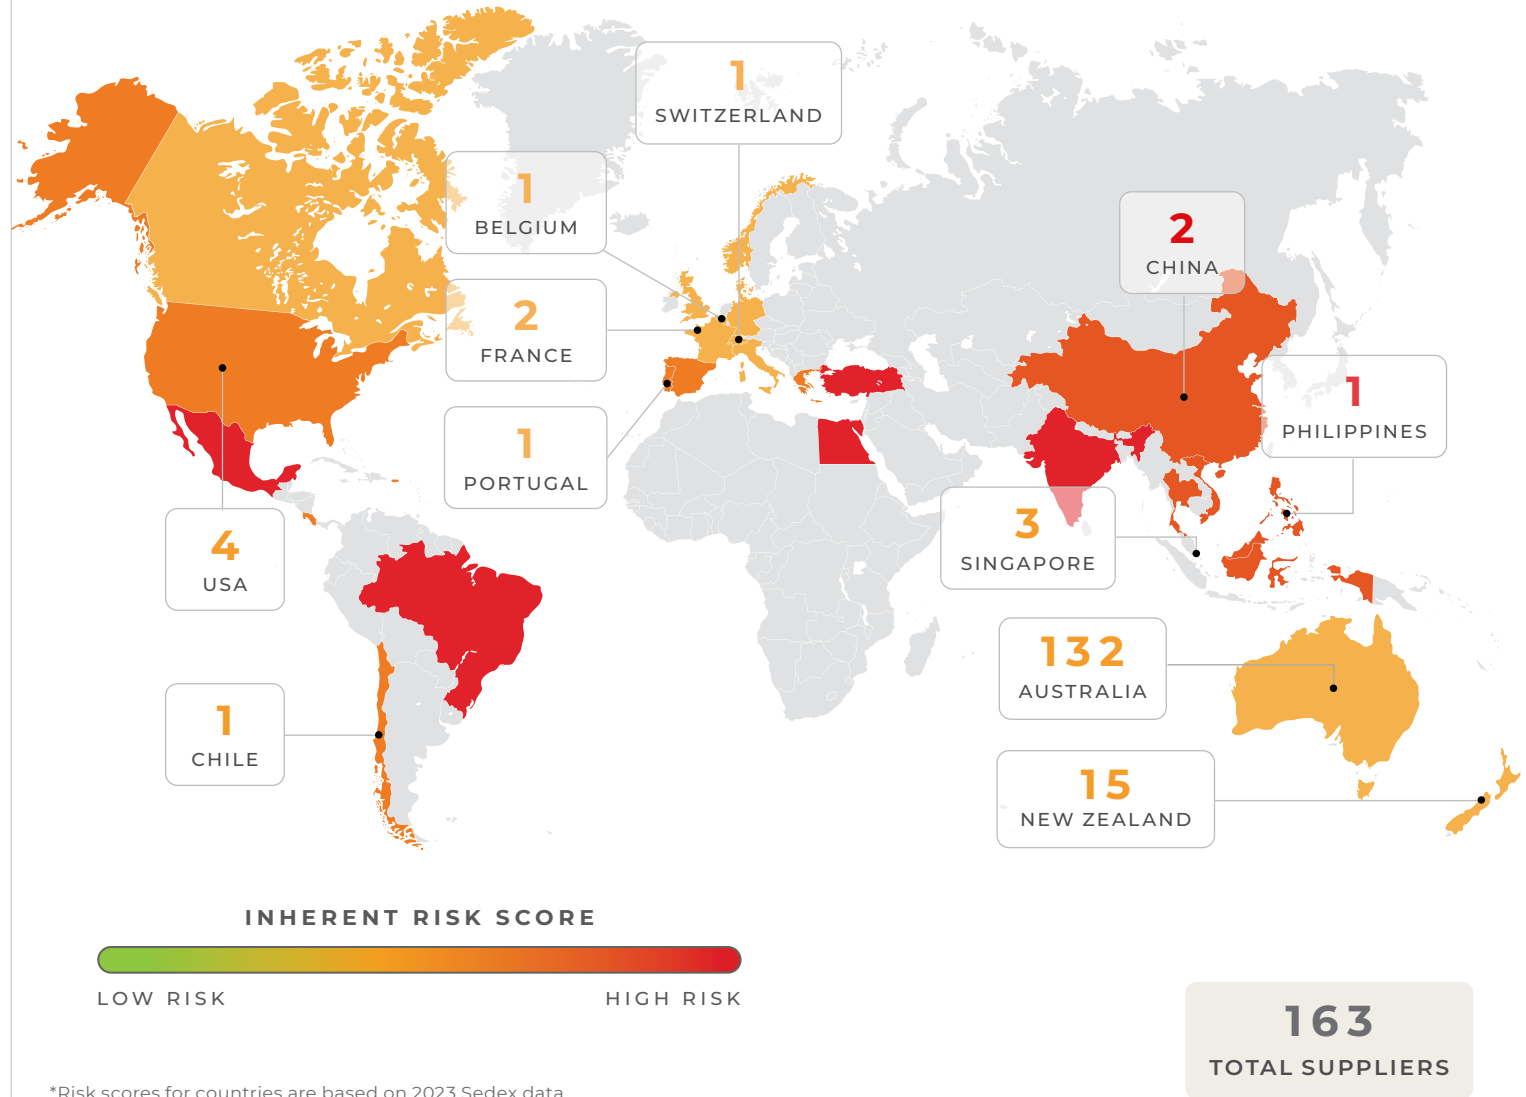 1
SWITZERLAND
1
BELGIUM
2
CHINA
2
FRANCE
1
PHILIPPINES
1
PORTUGAL
3
SINGAPORE
4
USA
132
AUSTRALIA
1
CHILE
15
NEW ZEALAND
INHERENT RISK SCORE
LOW RISK
HIGH RISK
163
TOTAL SUPPLIERS
*Risk scores for countries are based on 2023 Sedex data